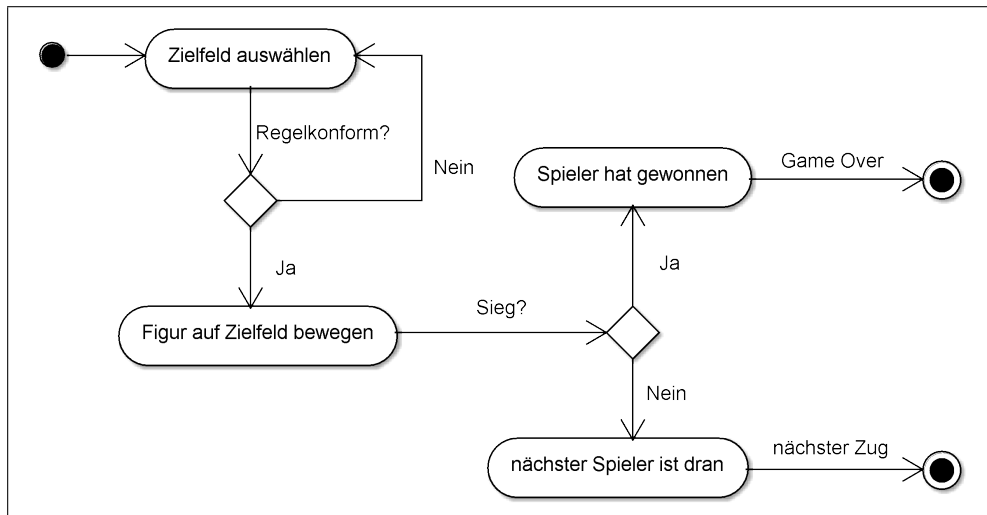 Zielfeld auswählen
Regelkonform?
Nein
Ja
Figur auf Zielfeld bewegen
Sieg?
Spieler hat gewonnen
Game Over
Ja
Nein
nächster Spieler ist dran
nächster Zug